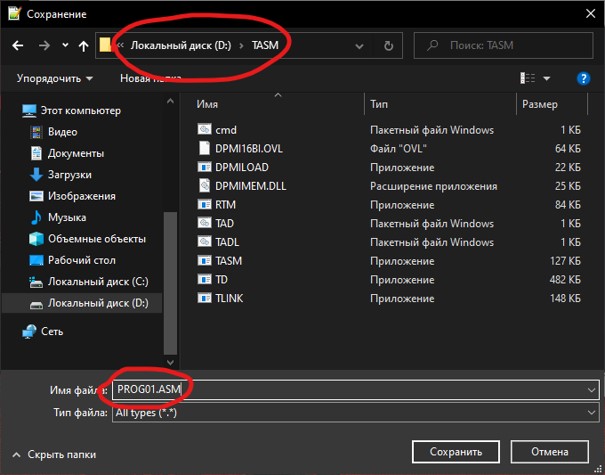 Сохранение
Локальный диск (D:) › TASM
Поиск: TASM
Упорядочить
Новая папка
Имя Тип Размер
Этот компьютер
Видео
Документы
Загрузки
Изображения
Музыка
Объемные объекты
Рабочий стол
Локальный диск (C:)
Локальный диск (D:)
Сеть
cmd Пакетный файл Windows 1 КБ
DPMI16BI.OVL Файл "OVL" 64 КБ
DPMILOAD Приложение 22 КБ
DPMIMEM.DLL Расширение приложения 25 КБ
RTM Приложение 84 КБ
TAD Пакетный файл Windows 1 КБ
TADL Пакетный файл Windows 1 КБ
TASM Приложение 127 КБ
TD Приложение 482 КБ
TLINK Приложение 148 КБ
Имя файла: PROG01.ASM
Тип файла: All types (*.*)
Скрыть папки
Сохранить
Отмена